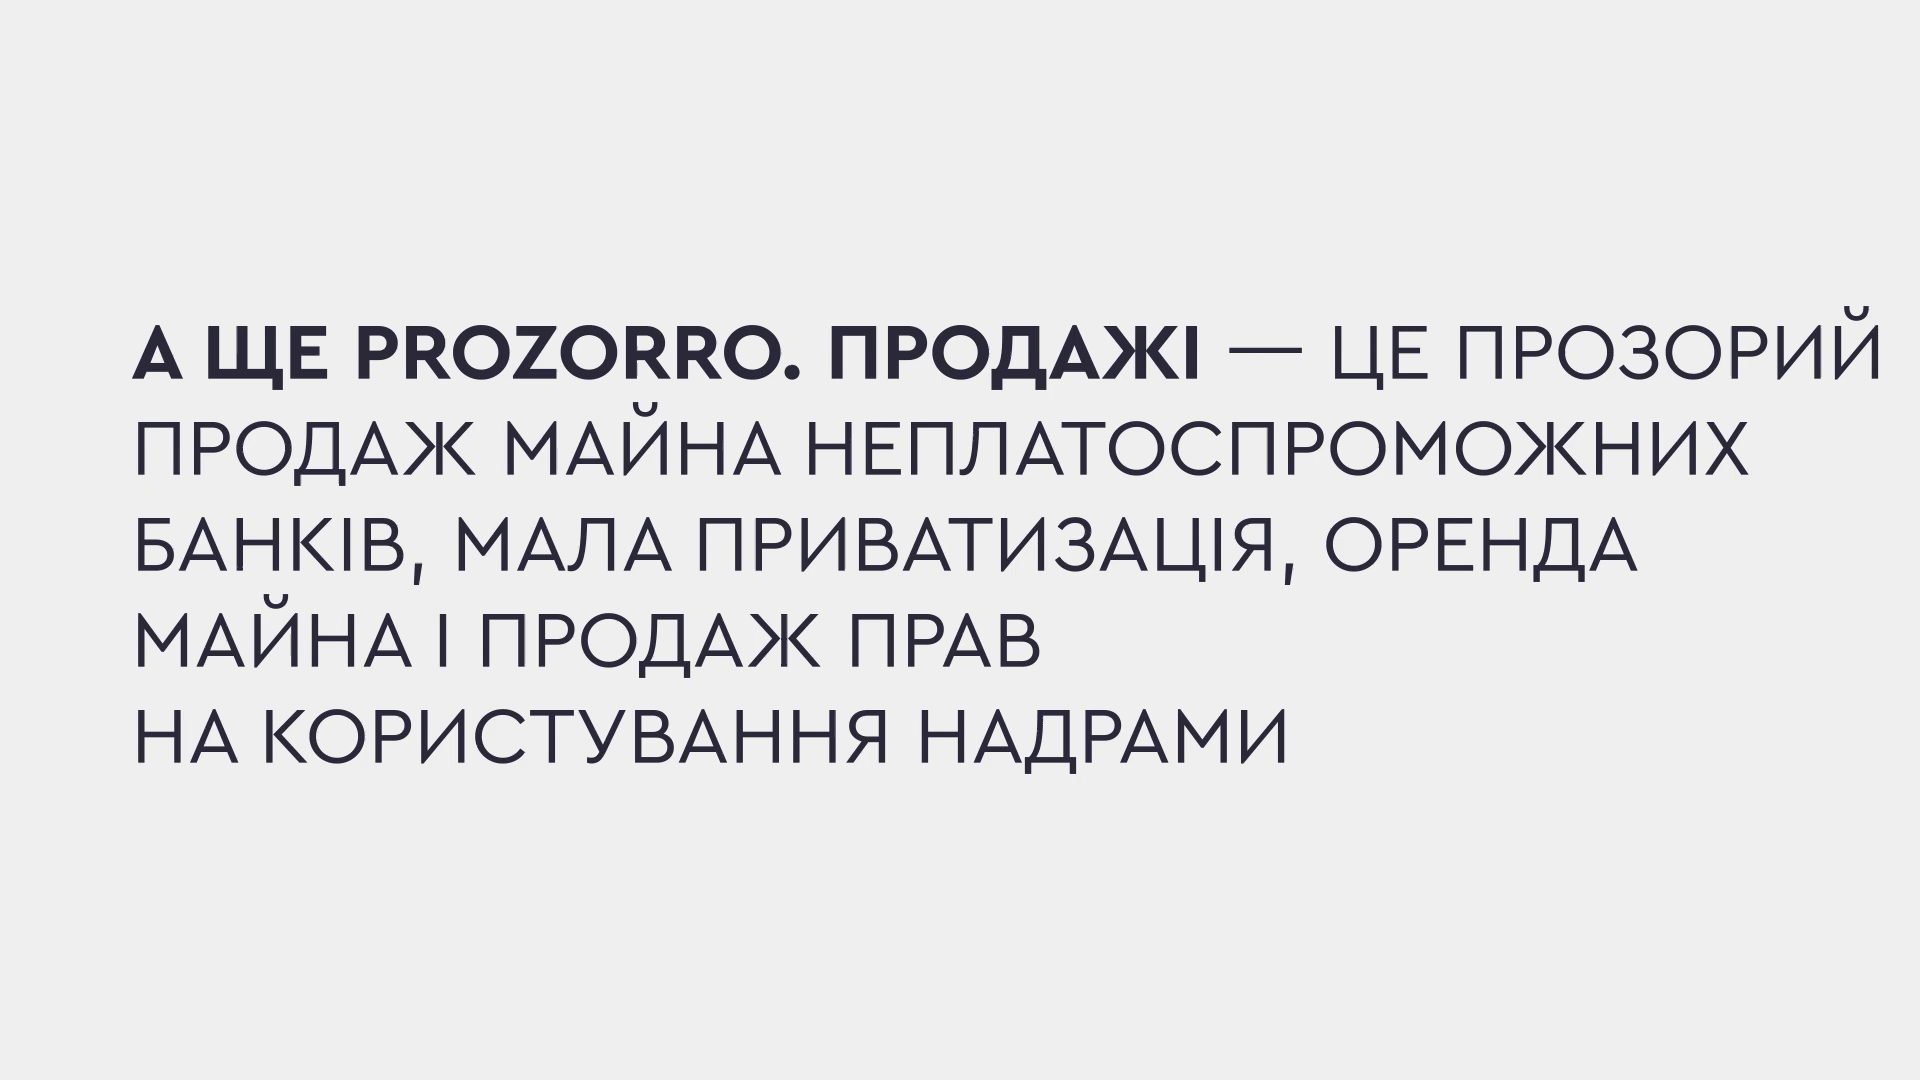 А ЩЕ PROZORRO. ПРОДАЖІ — ЦЕ ПРОЗОРИЙ
ПРОДАЖ МАЙНА НЕПЛАТОСПРОМОЖНИХ
БАНКІВ, МАЛА ПРИВАТИЗАЦІЯ, ОРЕНДА
МАЙНА І ПРОДАЖ ПРАВ
НА КОРИСТУВАННЯ НАДРАМИ